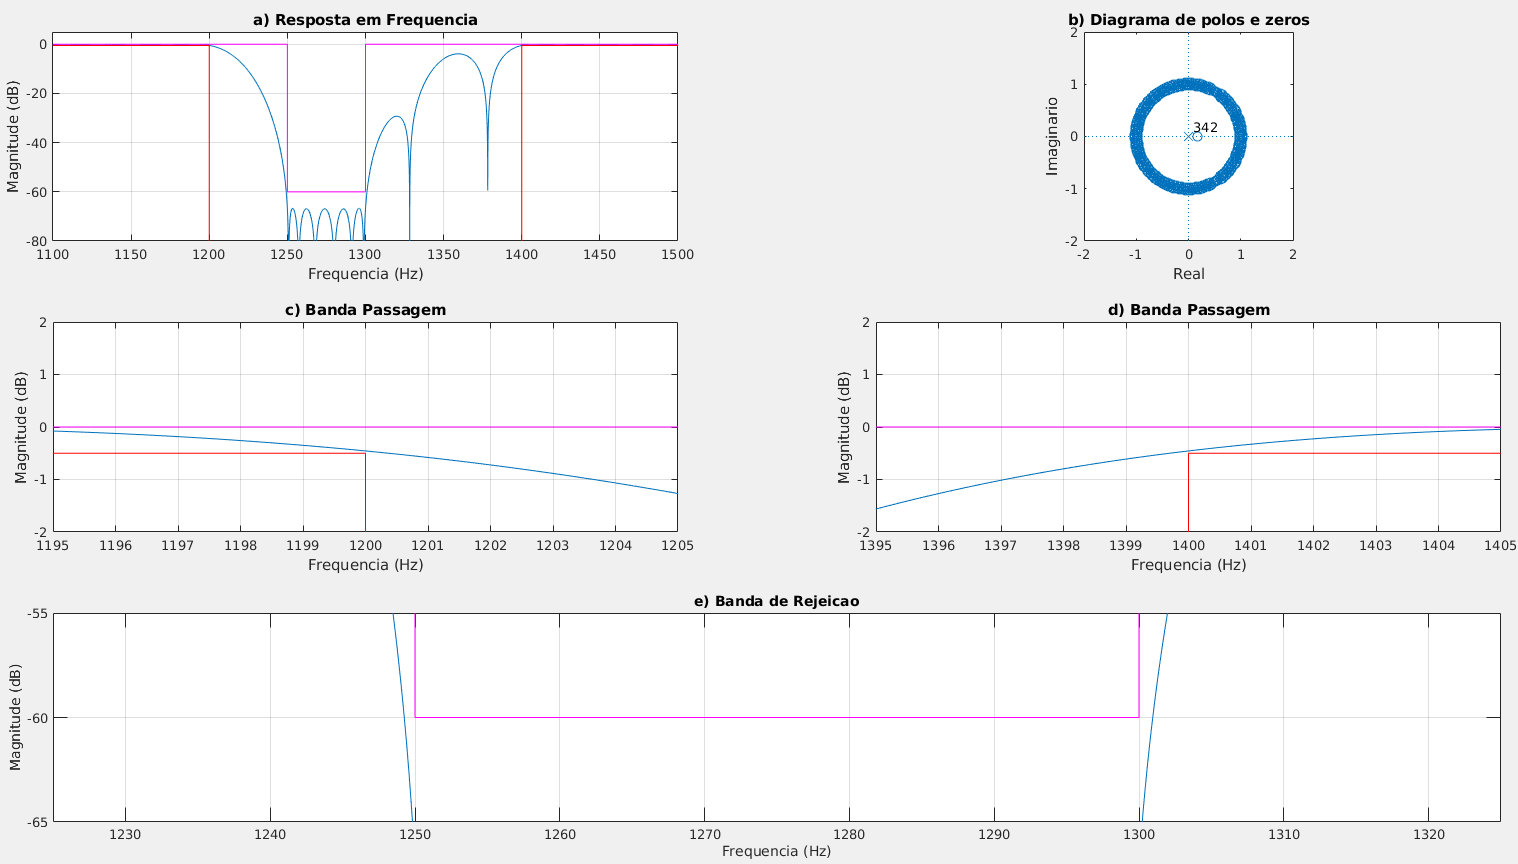 a) Resposta em Frequencia
Magnitude (dB)
0
-20
-40
-60
-80
1100 1150 1200 1250 1300 1350 1400 1450 1500
Frequencia (Hz)
b) Diagrama de polos e zeros
Imaginario
2
1
0
-1
-2
342
-2 -1 0 1 2
Real
c) Banda Passagem
Magnitude (dB)
2
1
0
-1
-2
1195 1196 1197 1198 1199 1200 1201 1202 1203 1204 1205
Frequencia (Hz)
d) Banda Passagem
Magnitude (dB)
2
1
0
-1
-2
1395 1396 1397 1398 1399 1400 1401 1402 1403 1404 1405
Frequencia (Hz)
e) Banda de Rejeicao
Magnitude (dB)
-55
-60
-65
1230 1240 1250 1260 1270 1280 1290 1300 1310 1320
Frequencia (Hz)